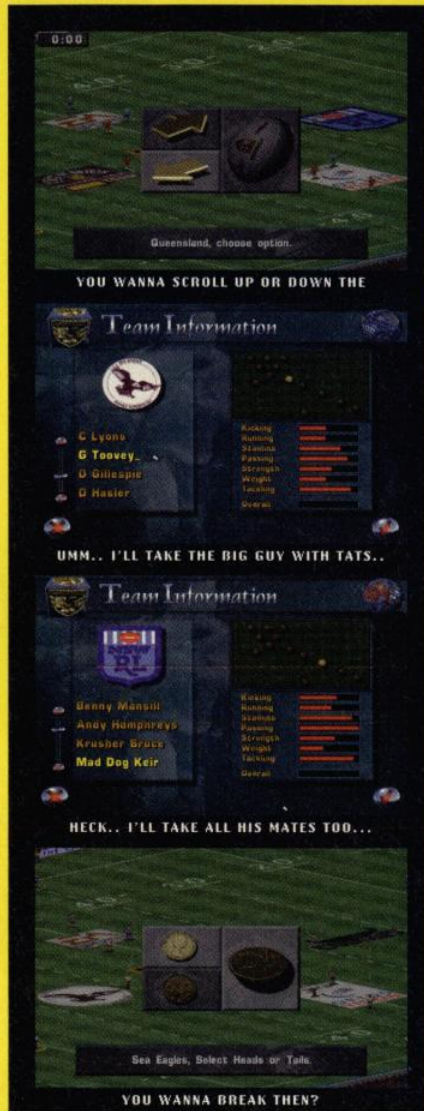 0:00
Queensland, choose option.
YOU WANNA SCROLL UP OR DOWN THE
Team Information
C Lyons
G Toovey_
D Gillespie
D Hasler
Kicking
Running
Stamina
Passing
Strength
Weight
Tackling
Overall
UMM.. I'LL TAKE THE BIG GUY WITH TATS..
Team Information
RL
Danny Mansill
Andy Humphreys
Krusher Bruce
Mad Dog Keir
Kicking
Running
Stamina
Passing
Strength
Weight
Tackling
Overall
HECK.. I'LL TAKE ALL HIS MATES TOO...
Sea Eagles, Select Heads or Tails.
YOU WANNA BREAK THEN?